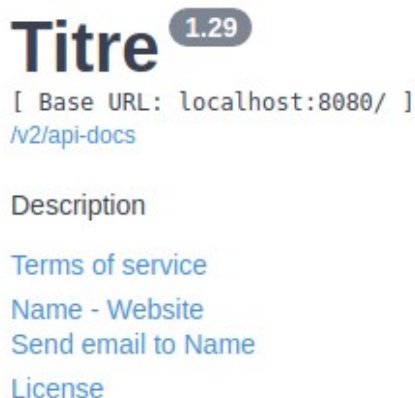 Titre 1.29
[ Base URL: localhost:8080/ ]
/v2/api-docs
Description
Terms of service
Name - Website
Send email to Name
License